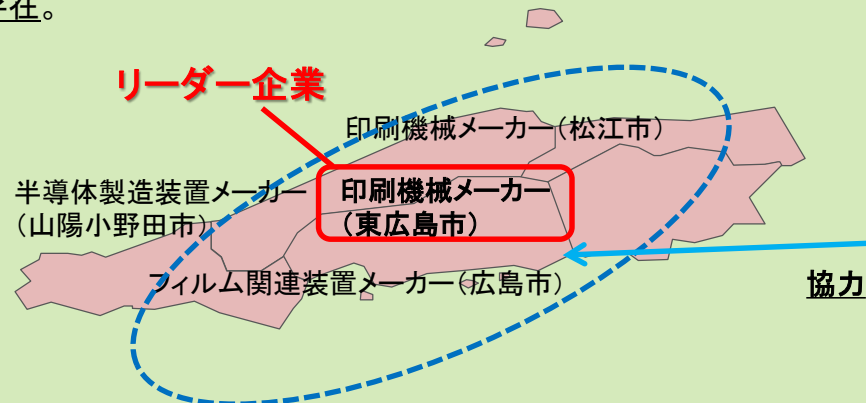 存在。
リーダー企業
印刷機械メーカー（松江市）
半導体製造装置メーカー
（山陽小野田市）
印刷機械メーカー
（東広島市）
フィルム関連装置メーカー（広島市）
協力